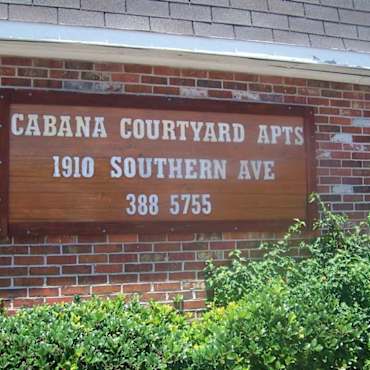 CABANA COURTYARD APTS
1910 SOUTHERN AVE
388 5755